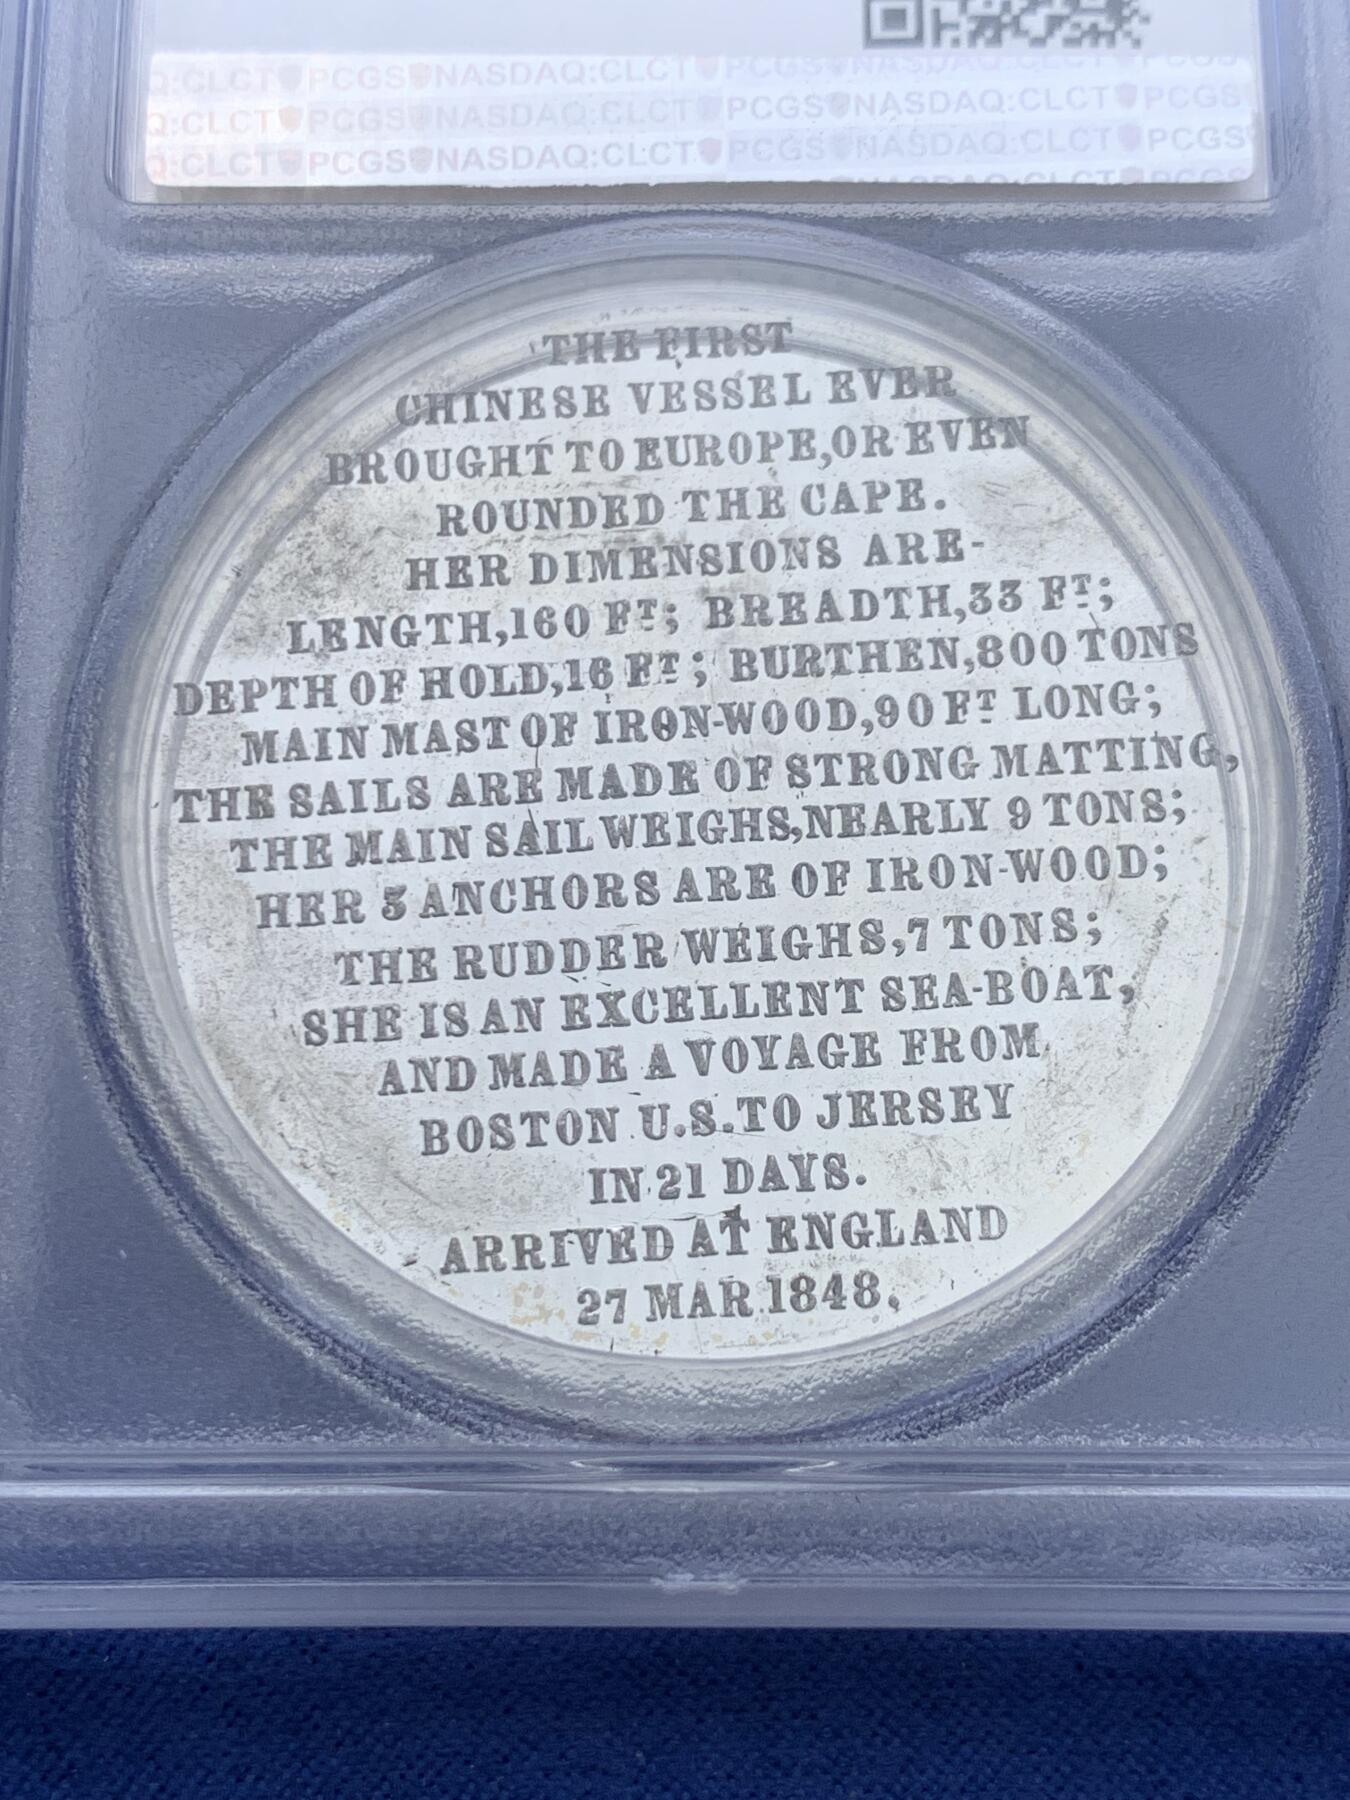 Q:CLCT PCGS NASDAQ:CLCT PCGS NASDAQ:CLCT PCGS
Q:CLCT PCGS NASDAQ:CLCT PCGS NASDAQ:CLCT PCGS
Q:CLCT PCGS NASDAQ:CLCT PCGS NASDAQ:CLCT PCGS
NASDAQ:CLCT PCGS
THE FIRST
CHINESE VESSEL EVER
BROUGHT TO EUROPE, OR EVEN
ROUNDED THE CAPE.
HER DIMENSIONS ARE-
LENGTH, 160 FT; BREADTH, 33 FT;
DEPTH OF HOLD, 16 FT; BURTHEN, 800 TONS
MAIN MAST OF IRON-WOOD, 90 FT LONG;
THE SAILS ARE MADE OF STRONG MATTING,
THE MAIN SAIL WEIGHS, NEARLY 9 TONS;
HER 3 ANCHORS ARE OF IRON-WOOD;
THE RUDDER WEIGHS, 7 TONS;
SHE IS AN EXCELLENT SEA-BOAT,
AND MADE A VOYAGE FROM
BOSTON U.S. TO JERSEY
IN 21 DAYS.
ARRIVED AT ENGLAND
27 MAR 1848.